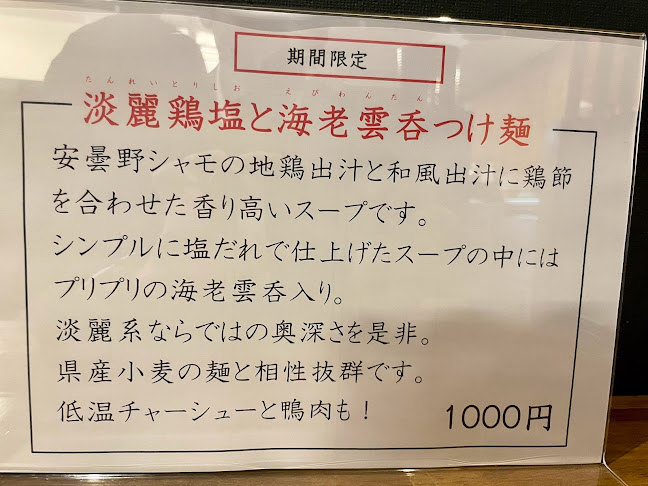 期間限定
たんれいとりしお えびわんたん
淡麗鶏塩と海老雲呑つけ麺
安曇野シャモの地鶏出汁と和風出汁に鶏節
を合わせた香り高いスープです。
シンプルに塩だれで仕上げたスープの中には
プリプリの海老雲呑入り。
淡麗系ならではの奥深さを是非。
県産小麦の麺と相性抜群です。
低温チャーシューと鴨肉も！
1000円